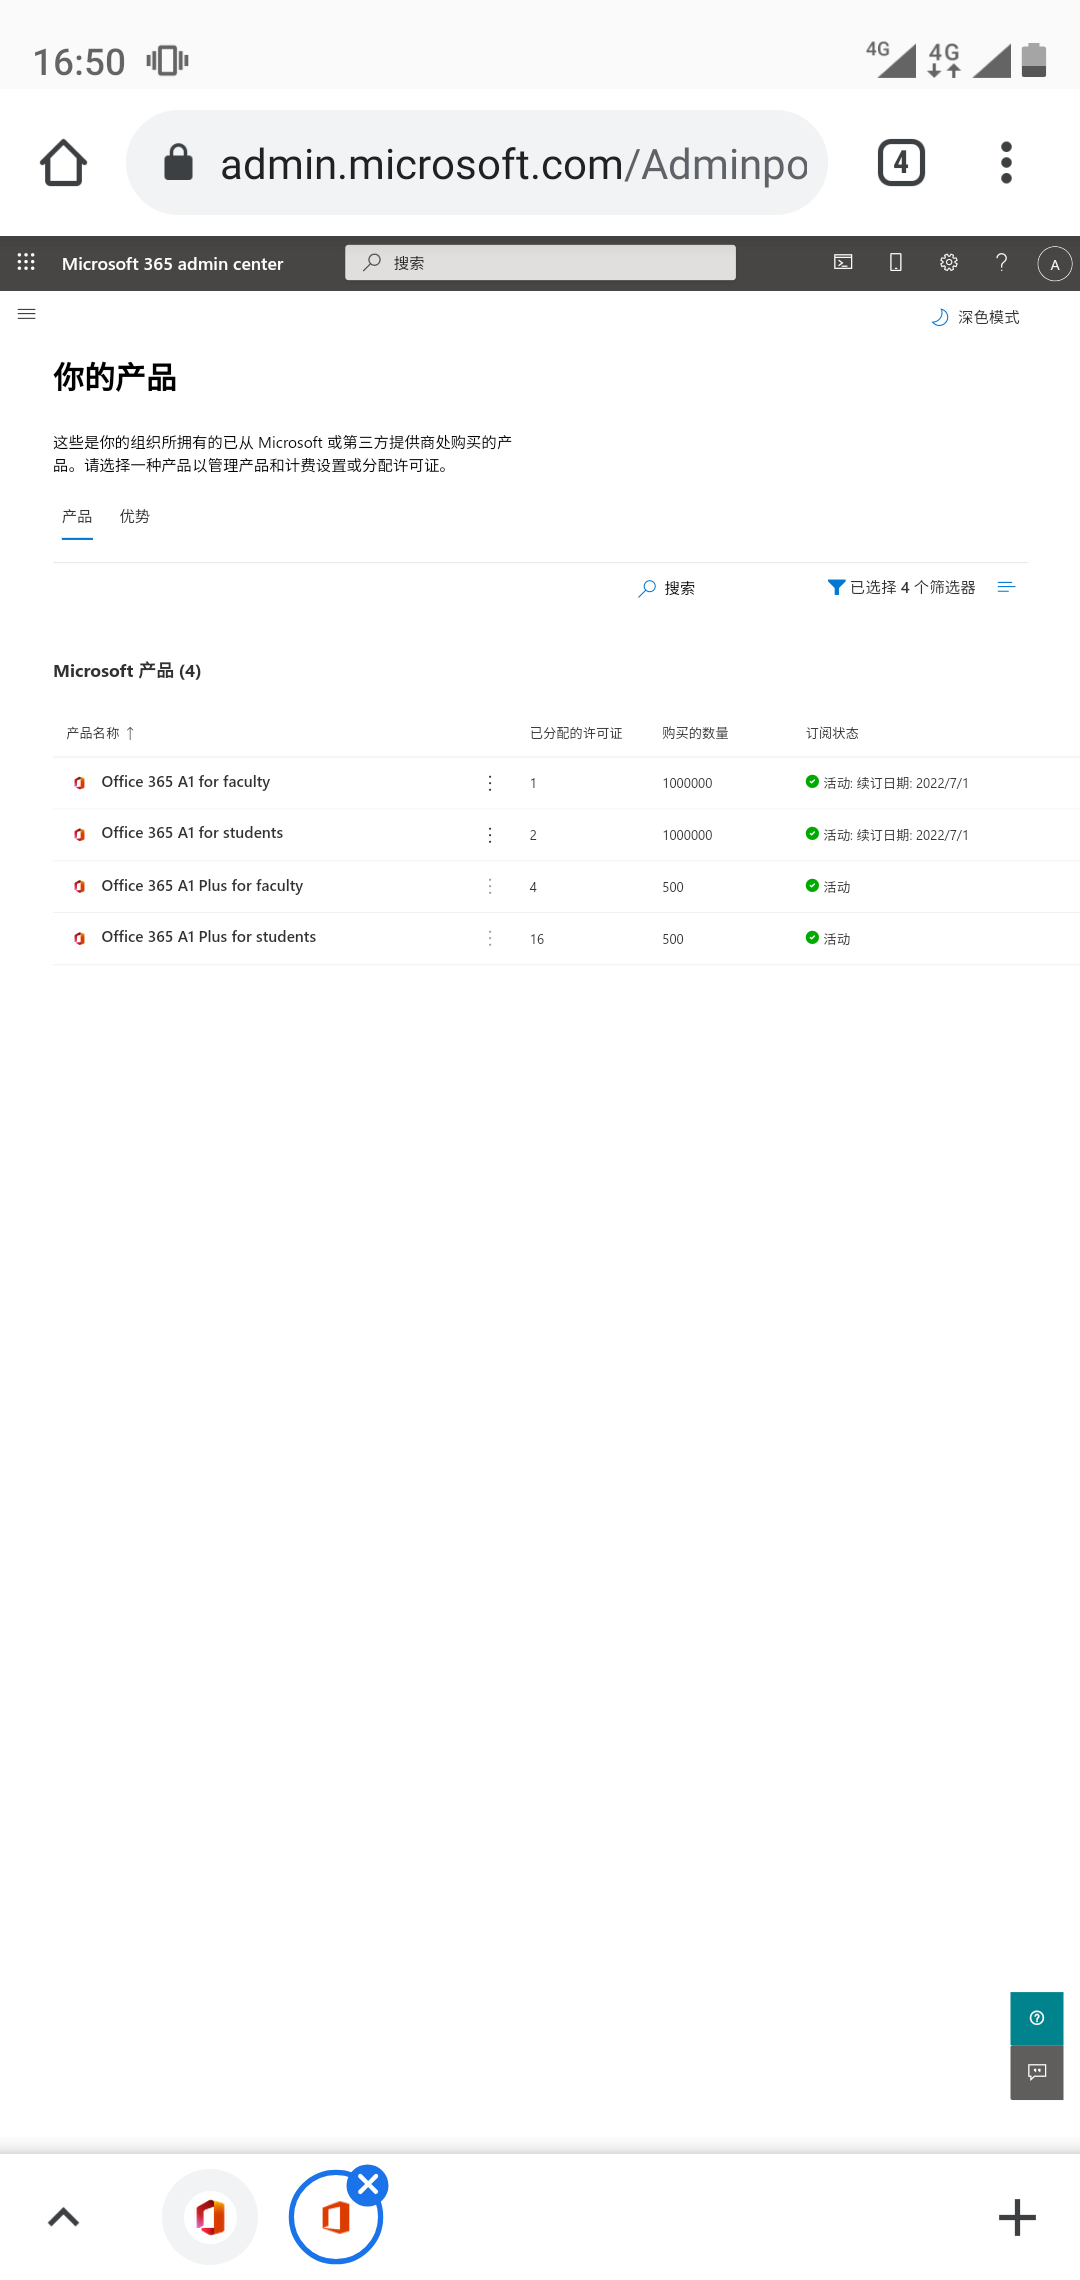 16:50
4G
4G
admin.microsoft.com/Adminpo
4
Microsoft 365 admin center
搜索
A
深色模式
你的产品
这些是你的组织所拥有的已从 Microsoft 或第三方提供商处购买的产
品。请选择一种产品以管理产品和计费设置或分配许可证。
产品 优势
搜索 已选择 4 个筛选器
Microsoft 产品 (4)
产品名称 ↑ 已分配的许可证 购买的数量 订阅状态
Office 365 A1 for faculty 1 1000000 活动: 续订日期: 2022/7/1
Office 365 A1 for students 2 1000000 活动: 续订日期: 2022/7/1
Office 365 A1 Plus for faculty 4 500 活动
Office 365 A1 Plus for students 16 500 活动